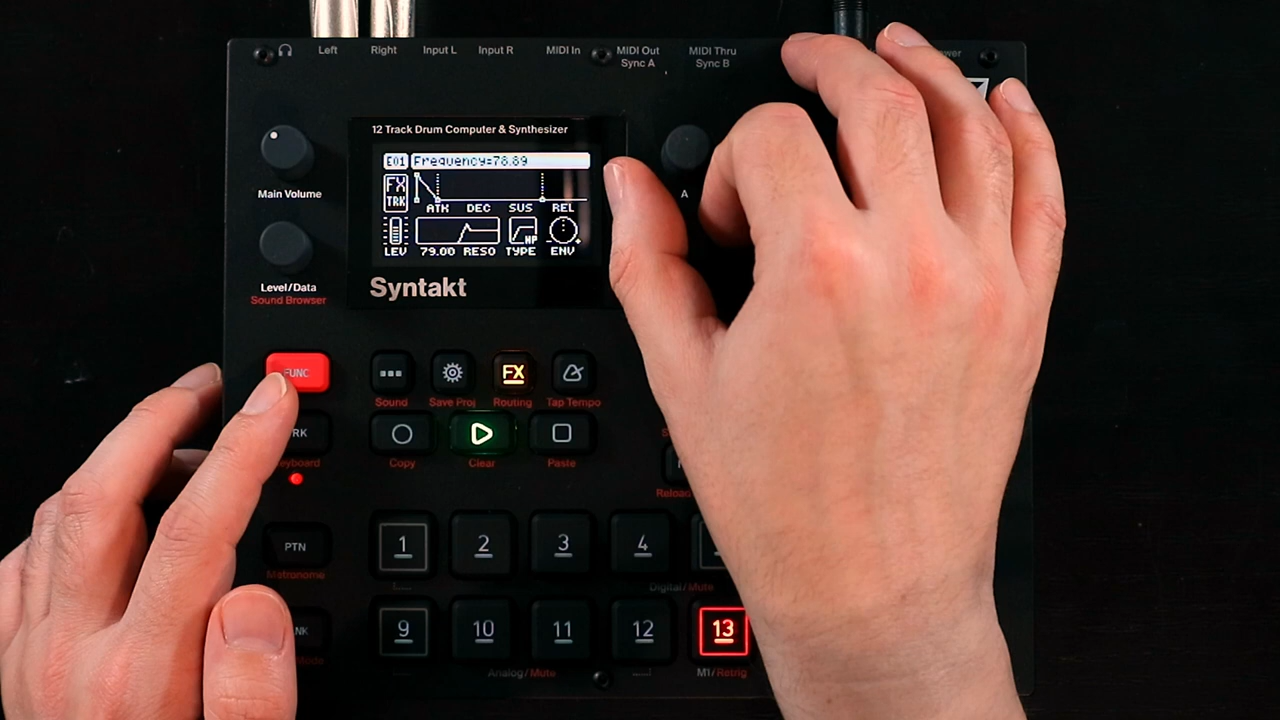 Left Right Input L Input R MIDI In MIDI Out MIDI Thru
Sync A Sync B
12 Track Drum Computer & Synthesizer
E01 Frequency=78.89
FX
TRK
ATK DEC SUS REL
HP
LEV 79.00 RESO TYPE ENV
Main Volume
A
Level/Data
Sound Browser
Syntakt
FUNC
FX
Sound Save Proj Routing Tap Tempo
Copy Clear Paste
PTN
Metronome
1 2 3 4
Digital/Mute
9 10 11 12 13
Analog/Mute M1/Retrig